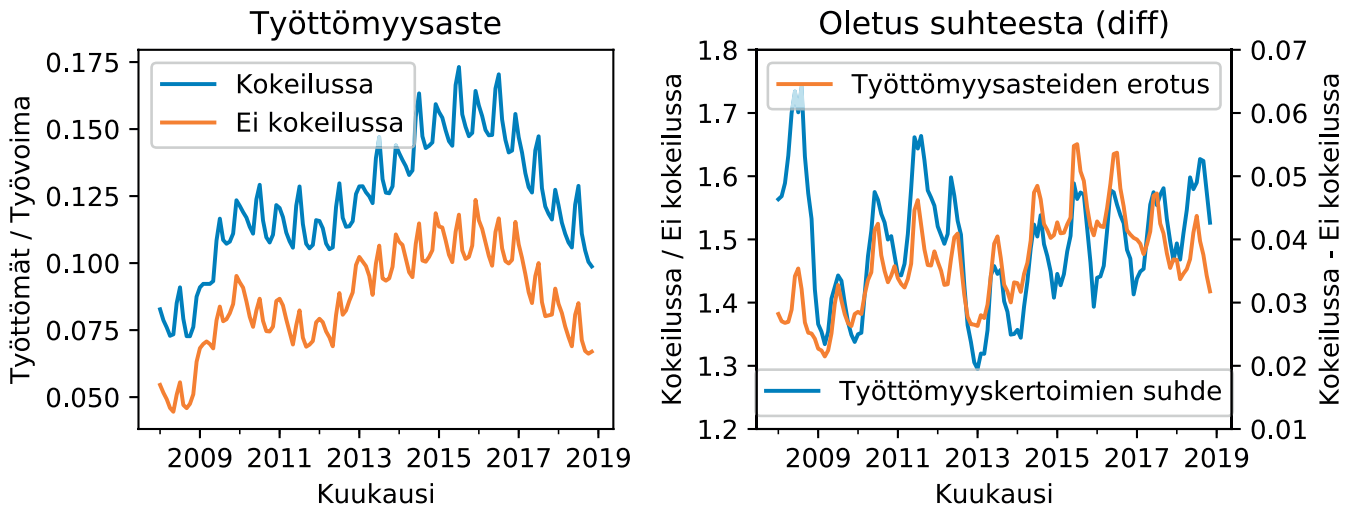 Työttömyysaste
Työttömät / Työvoima
0.175
0.150
0.125
0.100
0.075
0.050
Kokeilussa
Ei kokeilussa
2009 2011 2013 2015 2017 2019
Kuukausi
Oletus suhteesta (diff)
Kokeilussa / Ei kokeilussa
1.8
1.7
1.6
1.5
1.4
1.3
1.2
Työttömyysasteiden erotus
Työttömyyskertoimien suhde
0.07
0.06
0.05
0.04
0.03
0.02
0.01
Kokeilussa - Ei kokeilussa
2009 2011 2013 2015 2017 2019
Kuukausi